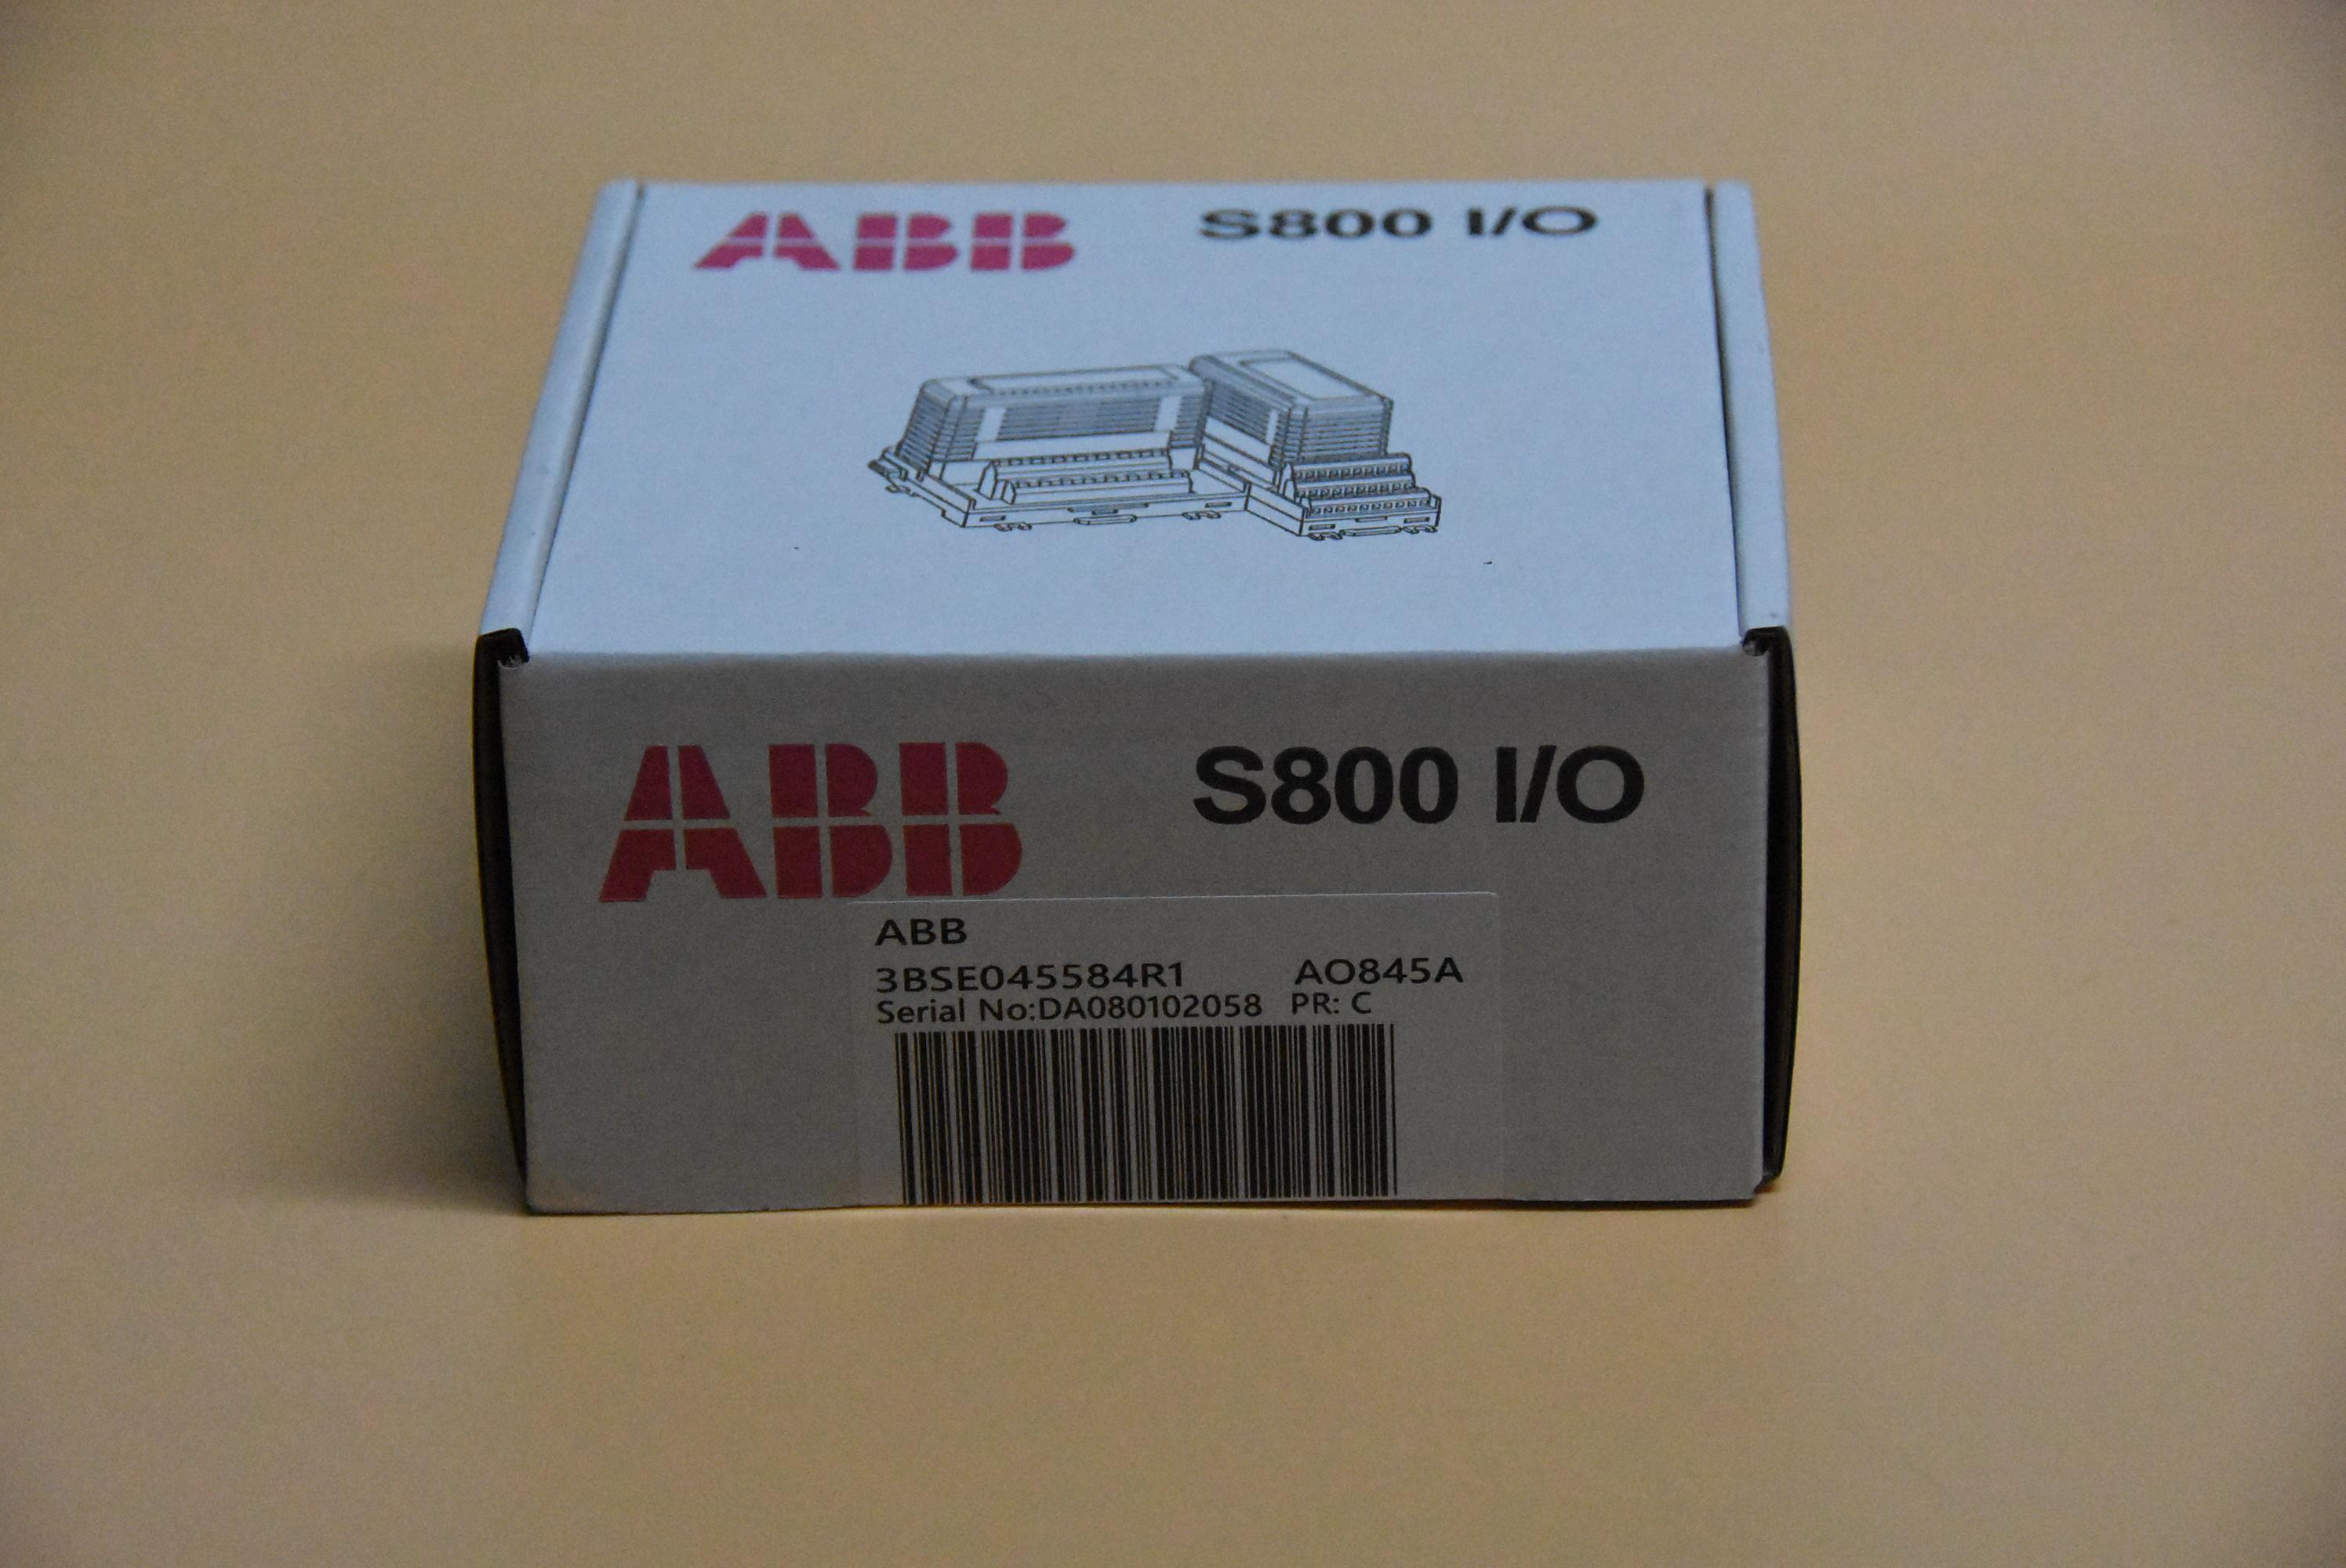 ABB S800 I/O
ABB S800 I/O
ABB
3BSE045584R1 AO845A
Serial No:DA080102058 PR: C